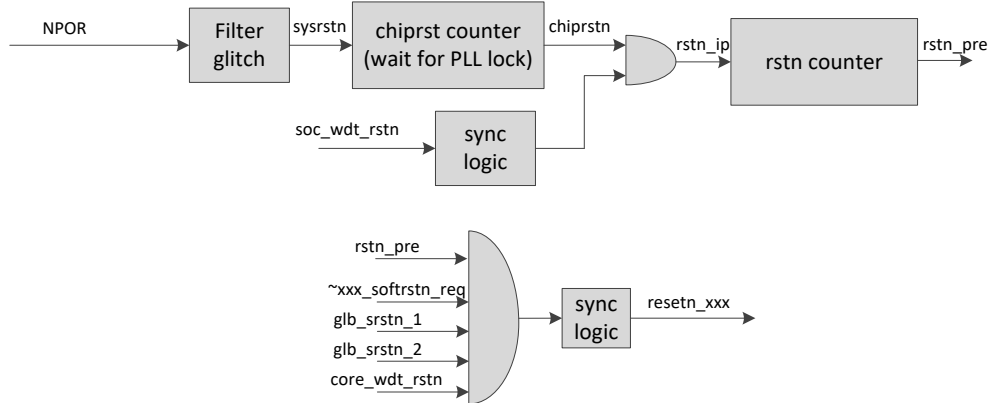 NPOR
Filter
glitch
sysrstn
chiprst counter
(wait for PLL lock)
chiprstn
rstn_ip
rstn counter
rstn_pre
soc_wdt_rstn
sync
logic
rstn_pre
~xxx_softrstn_req
glb_srstn_1
glb_srstn_2
core_wdt_rstn
sync
logic
resetn_xxx